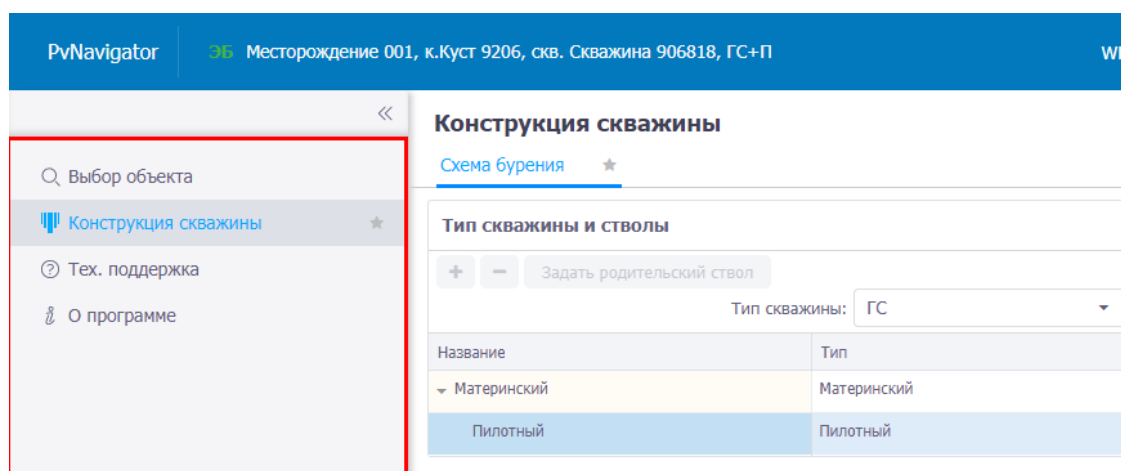 PvNavigator
ЭБ Месторождение 001, к.Куст 9206, скв. Скважина 906818, ГС+П
Выбор объекта
Конструкция скважины
Тех. поддержка
О программе
Конструкция скважины
Схема бурения
Тип скважины и стволы
Задать родительский ствол
Тип скважины: ГС
Название Тип
Материнский Материнский
Пилотный Пилотный